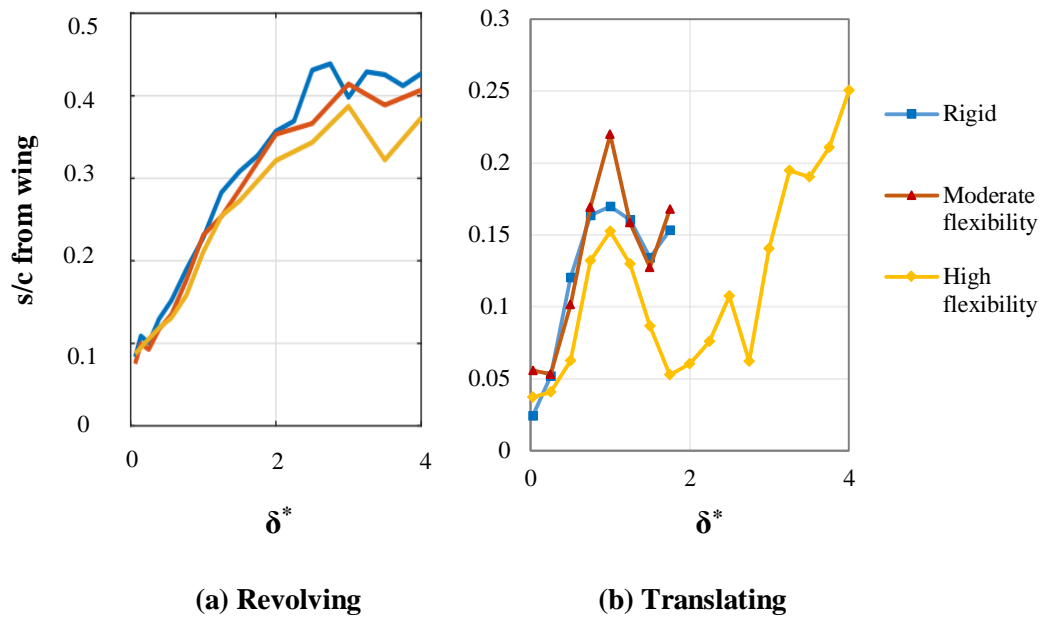 0.5
0.4
0.3
0.2
0.1
0
s/c from wing
0
2
4
δ*
(a) Revolving
0.3
0.25
0.2
0.15
0.1
0.05
0
0
2
4
δ*
(b) Translating
Rigid
Moderate
flexibility
High
flexibility